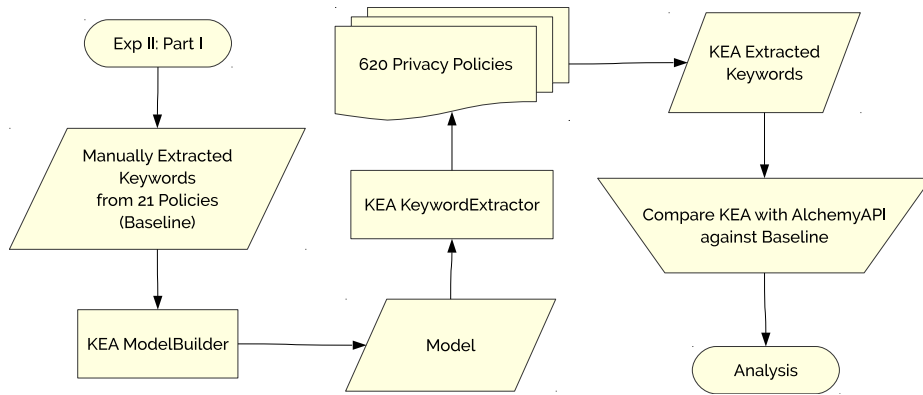 Exp II: Part I
Manually Extracted
Keywords
from 21 Policies
(Baseline)
KEA ModelBuilder
Model
KEA KeywordExtractor
620 Privacy Policies
KEA Extracted
Keywords
Compare KEA with AlchemyAPI
against Baseline
Analysis